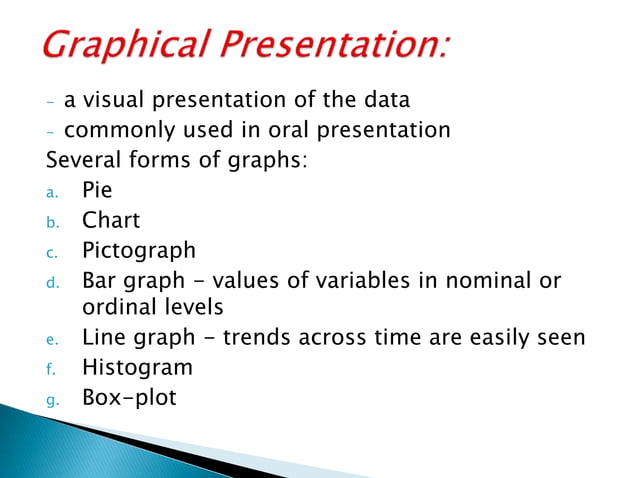 Graphical Presentation:
- a visual presentation of the data
- commonly used in oral presentation
Several forms of graphs:
a. Pie
b. Chart
c. Pictograph
d. Bar graph – values of variables in nominal or
ordinal levels
e. Line graph – trends across time are easily seen
f. Histogram
g. Box-plot